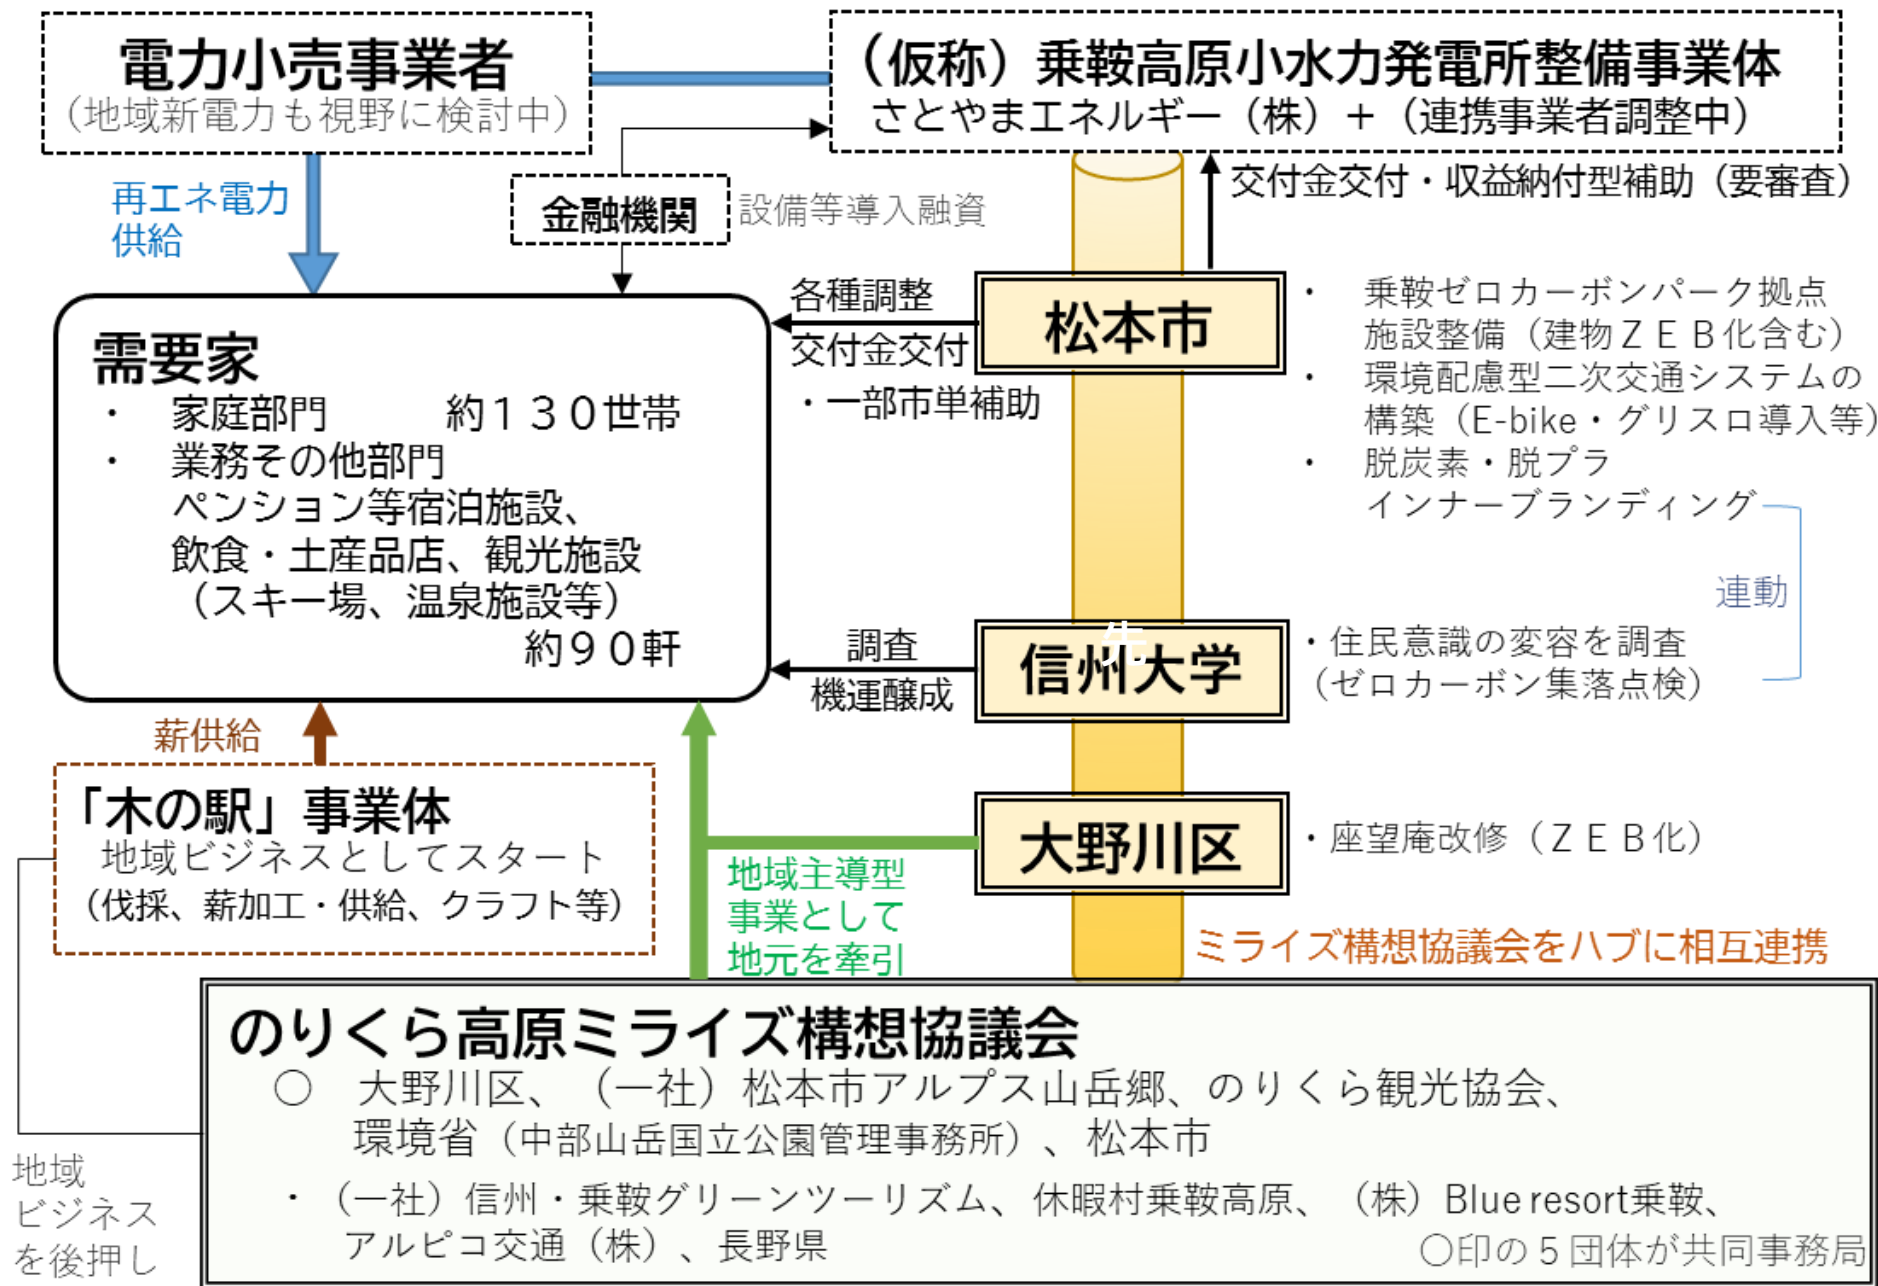 電力小売事業者
（地域新電力も視野に検討中）
（仮称）乗鞍高原小水力発電所整備事業体
さとやまエネルギー（株）＋（連携事業者調整中）
再エネ電力
供給
金融機関
設備等導入融資
交付金交付・収益納付型補助（要審査）
需要家
・ 家庭部門 約１３０世帯
・ 業務その他部門
ペンション等宿泊施設、
飲食・土産品店、観光施設
（スキー場、温泉施設等）
約９０軒
各種調整
交付金交付
・一部市単補助
松本市
・ 乗鞍ゼロカーボンパーク拠点
施設整備（建物ＺＥＢ化含む）
・ 環境配慮型二次交通システムの
構築（E-bike・グリスロ導入等）
・ 脱炭素・脱プラ
インナーブランディング
連動
調査
機運醸成
先
信州大学
・住民意識の変容を調査
（ゼロカーボン集落点検）
薪供給
「木の駅」事業体
地域ビジネスとしてスタート
（伐採、薪加工・供給、クラフト等）
大野川区
・座望庵改修（ＺＥＢ化）
地域主導型
事業として
地元を牽引
ミライズ構想協議会をハブに相互連携
のりくら高原ミライズ構想協議会
〇 大野川区、（一社）松本市アルプス山岳郷、のりくら観光協会、
環境省（中部山岳国立公園管理事務所）、松本市
・（一社）信州・乗鞍グリーンツーリズム、休暇村乗鞍高原、（株）Blue resort乗鞍、
アルピコ交通（株）、長野県
〇印の５団体が共同事務局
地域
ビジネス
を後押し